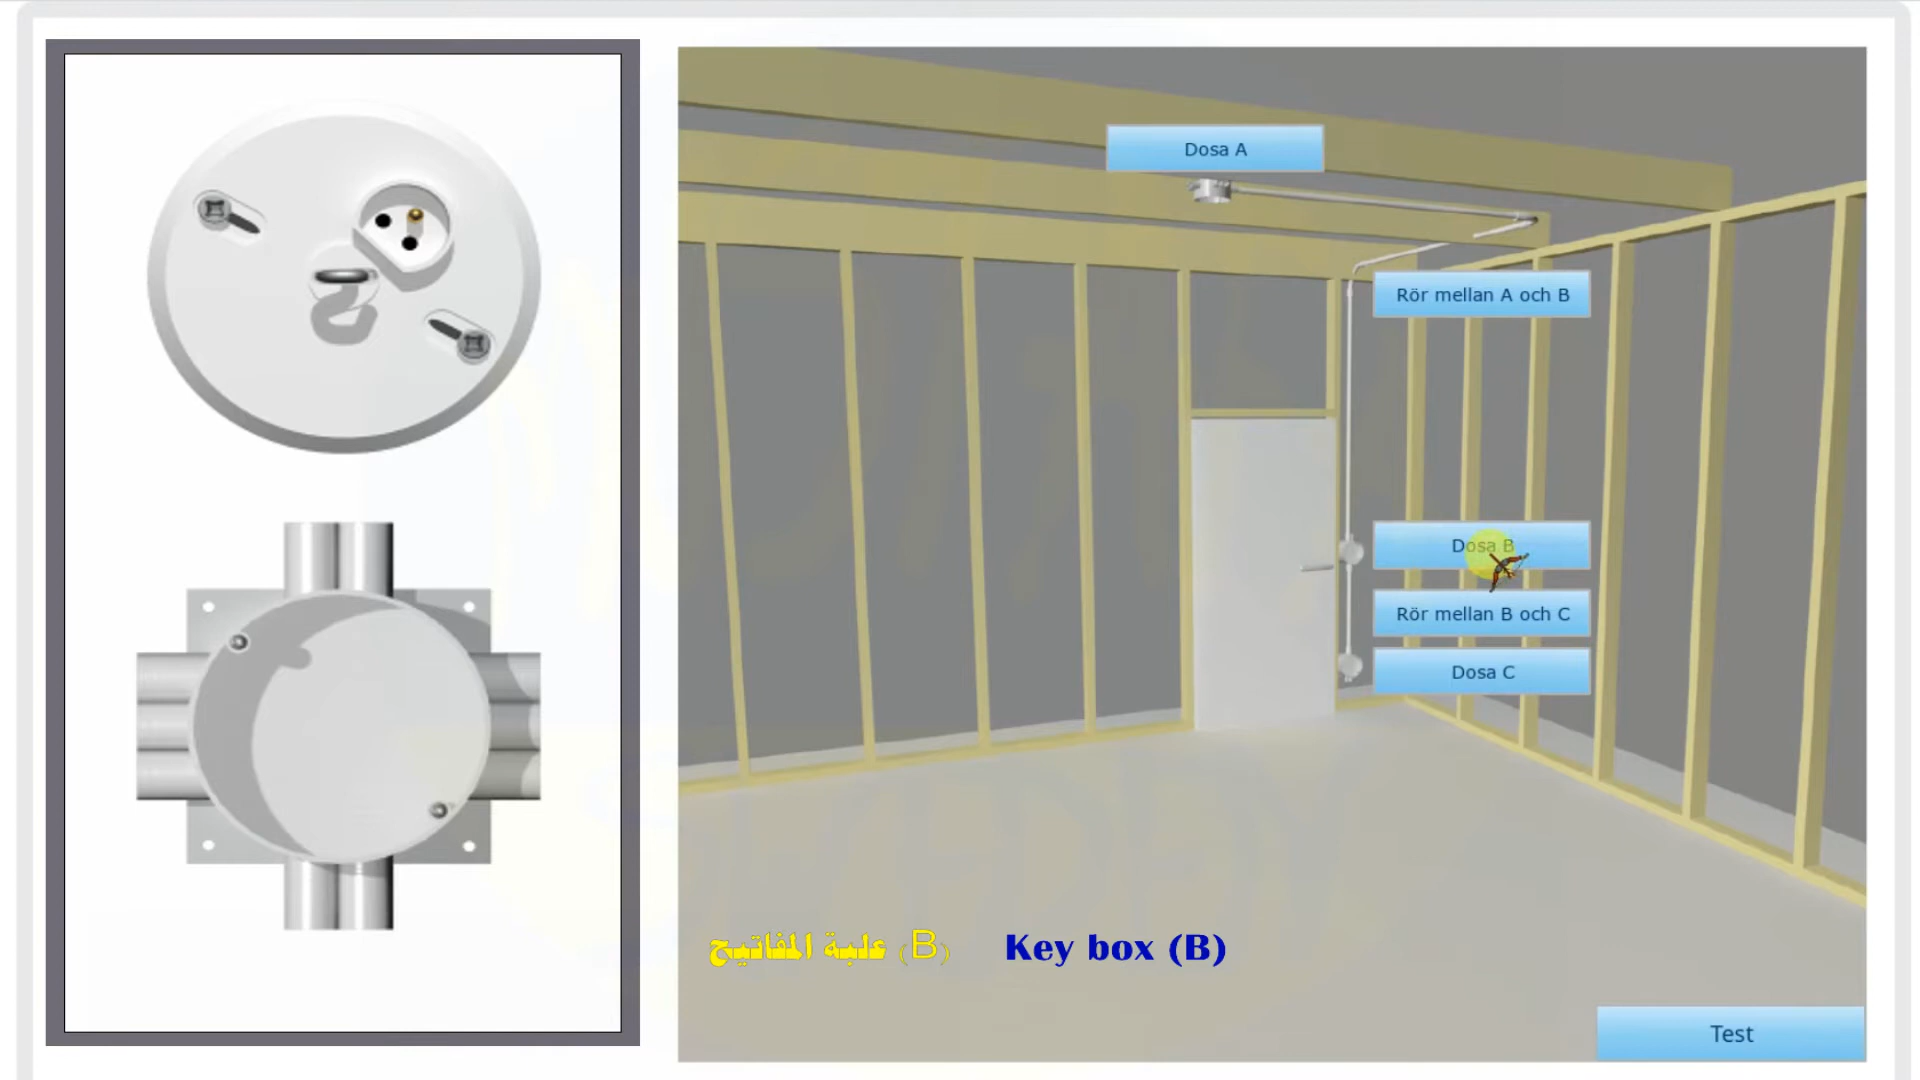 Dosa A
Rör mellan A och B
Dosa B
Rör mellan B och C
Dosa C
علبة المفاتيح (B)
Key box (B)
Test